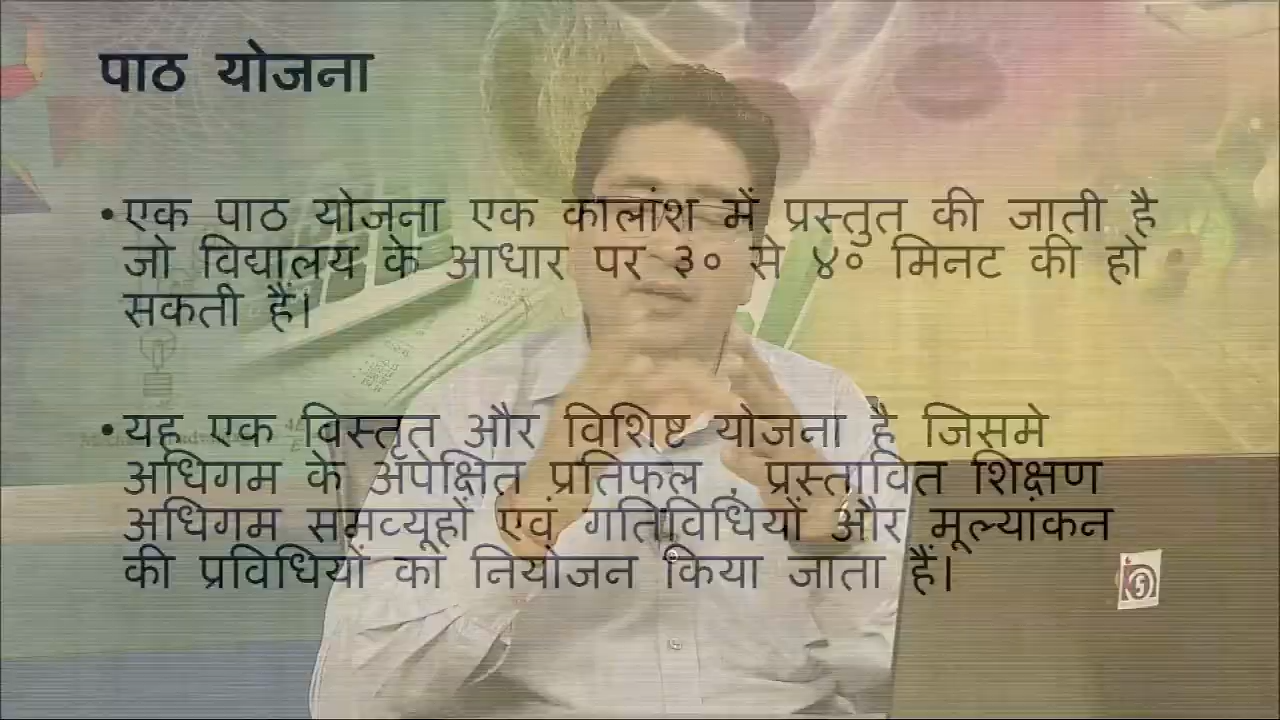 पाठ योजना
•एक पाठ योजना एक कालांश में प्रस्तुत की जाती है
जो विद्यालय के आधार पर ३० से ४० मिनट की हो
सकती हैं।
•यह एक विस्तृत और विशिष्ट योजना है जिसमे
अधिगम के अपेक्षित प्रतिफल , प्रस्तावित शिक्षण
अधिगम समव्यूहों एवं गतिविधियों और मूल्यांकन
की प्रविधियों का नियोजन किया जाता हैं।